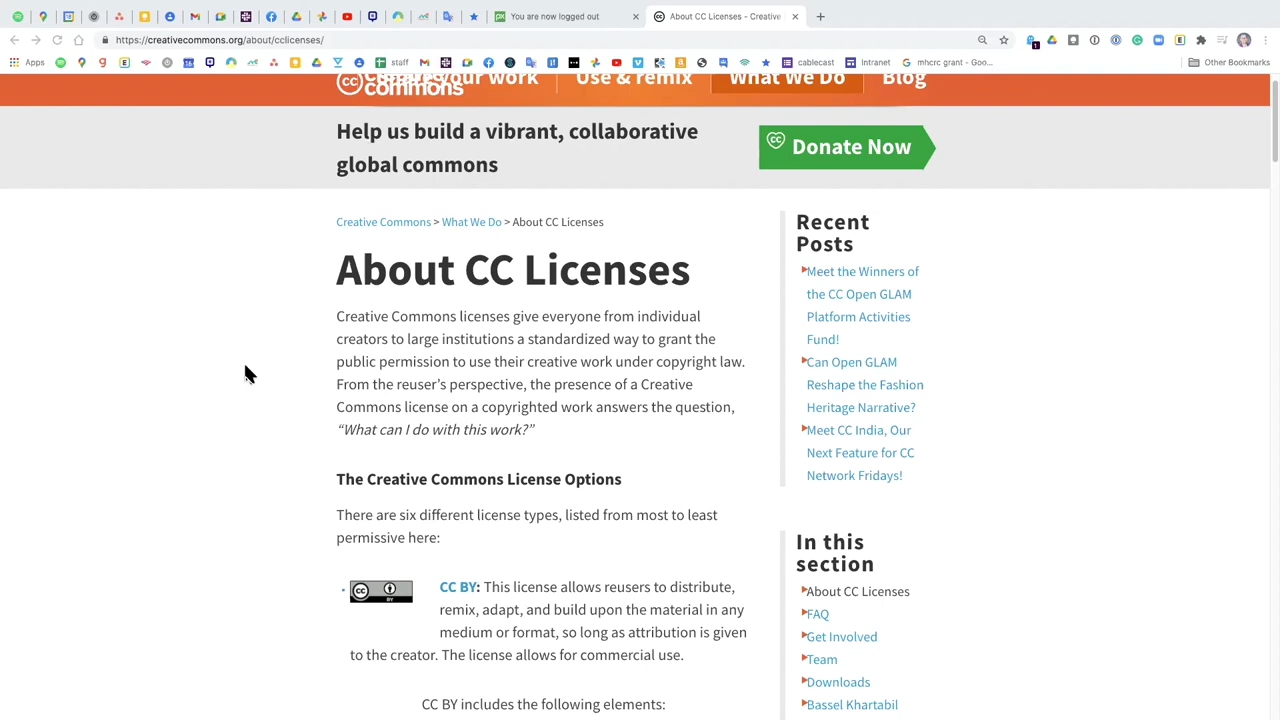 You are now logged out
About CC Licenses - Creative
https://creativecommons.org/about/cclicenses/
Apps
staff
cablecast
Intranet
mhcrc grant - Goo...
Other Bookmarks
commons
your work
Use & remix
What We Do
Blog
Help us build a vibrant, collaborative
global commons
Donate Now
Creative Commons > What We Do > About CC Licenses
About CC Licenses
Creative Commons licenses give everyone from individual
creators to large institutions a standardized way to grant the
public permission to use their creative work under copyright law.
From the reuser’s perspective, the presence of a Creative
Commons license on a copyrighted work answers the question,
“What can I do with this work?”
The Creative Commons License Options
There are six different license types, listed from most to least
permissive here:
CC BY: This license allows reusers to distribute,
remix, adapt, and build upon the material in any
medium or format, so long as attribution is given
to the creator. The license allows for commercial use.
CC BY includes the following elements:
Recent
Posts
Meet the Winners of
the CC Open GLAM
Platform Activities
Fund!
Can Open GLAM
Reshape the Fashion
Heritage Narrative?
Meet CC India, Our
Next Feature for CC
Network Fridays!
In this
section
About CC Licenses
FAQ
Get Involved
Team
Downloads
Bassel Khartabil